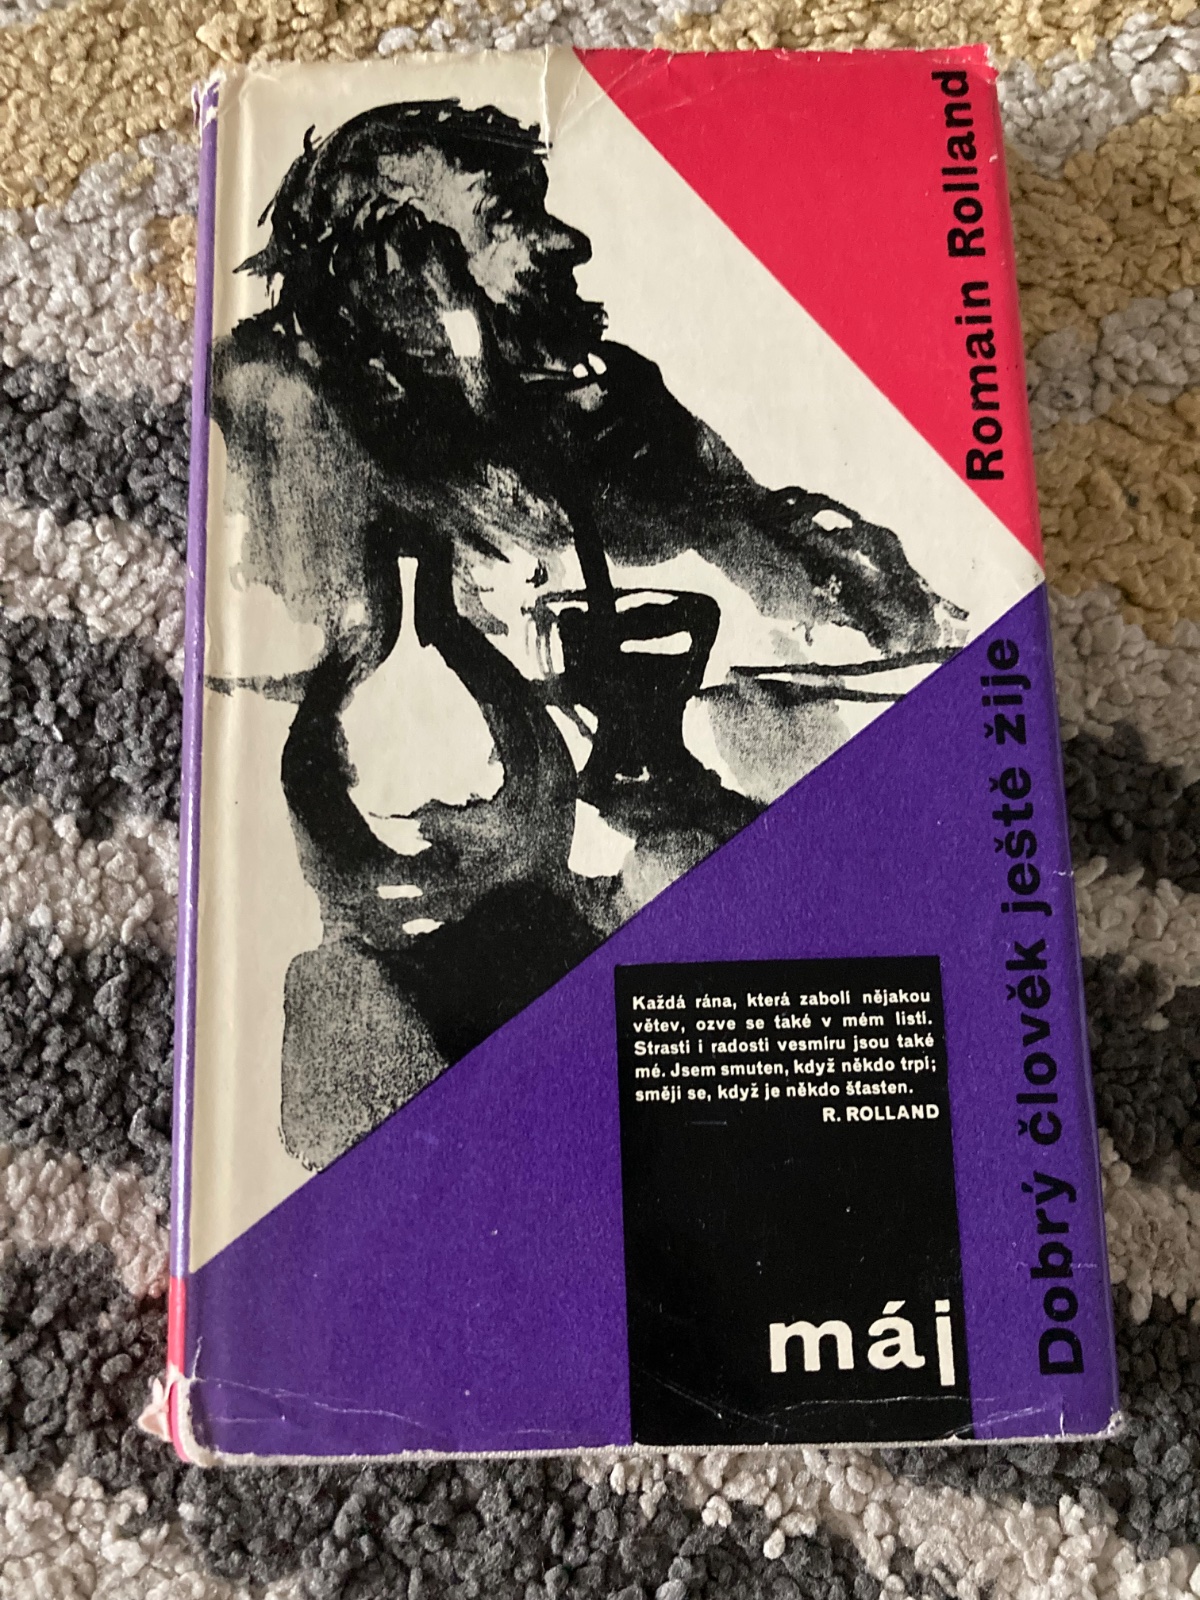 Romain Rolland
Dobrý člověk ještě žije
Každá rána, která zabolí nějakou
větev, ozve se také v mém listí.
Strasti i radosti vesmíru jsou také
mé. Jsem smuten, když někdo trpí;
směji se, když je někdo šťasten.
R. ROLLAND
máj